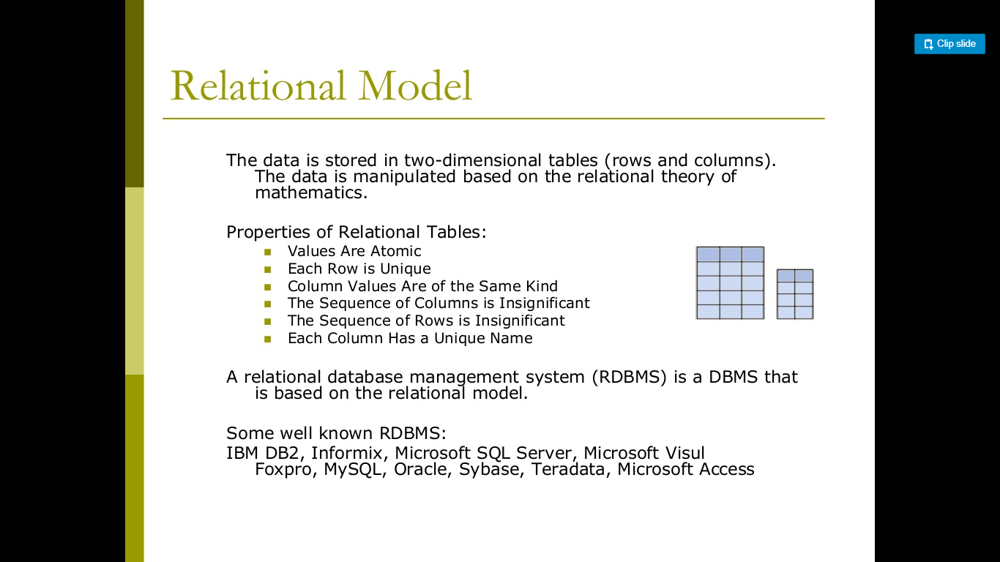 Clip slide
Relational Model
The data is stored in two-dimensional tables (rows and columns).
The data is manipulated based on the relational theory of
mathematics.
Properties of Relational Tables:
Values Are Atomic
Each Row is Unique
Column Values Are of the Same Kind
The Sequence of Columns is Insignificant
The Sequence of Rows is Insignificant
Each Column Has a Unique Name
A relational database management system (RDBMS) is a DBMS that
is based on the relational model.
Some well known RDBMS:
IBM DB2, Informix, Microsoft SQL Server, Microsoft Visul
Foxpro, MySQL, Oracle, Sybase, Teradata, Microsoft Access